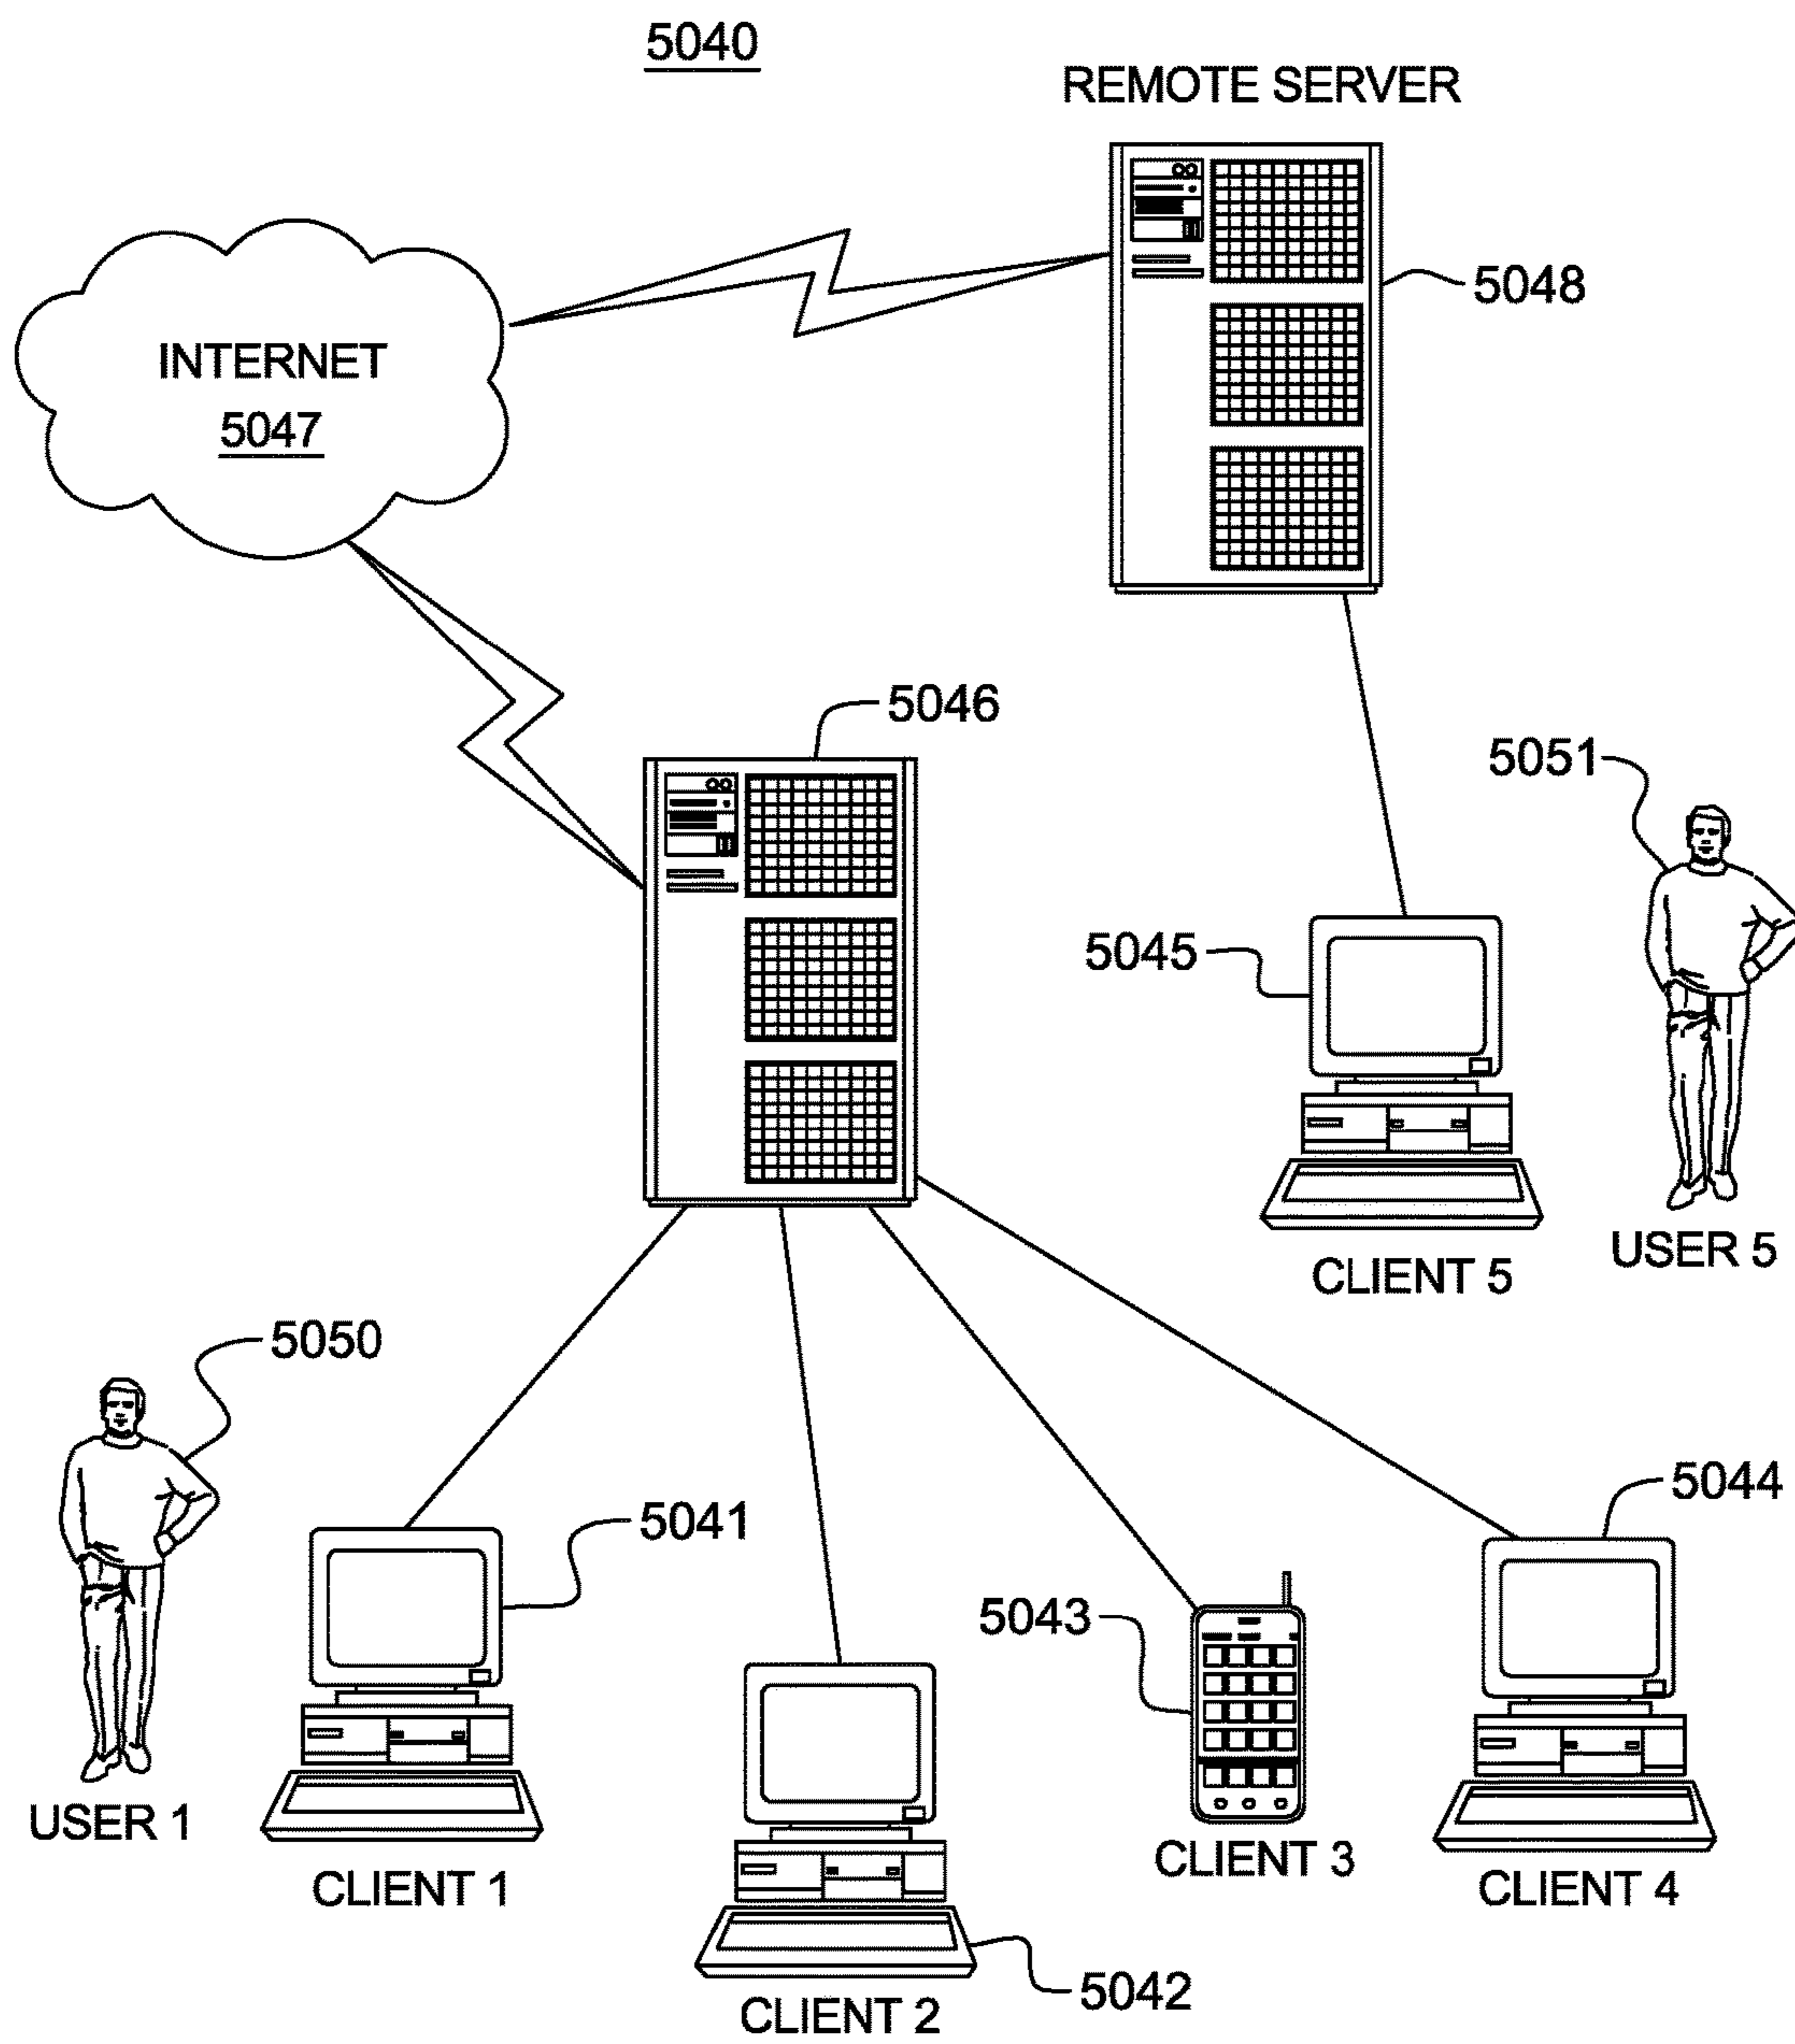 5040
REMOTE SERVER
5048
INTERNET
5047
5046
5051
5045
USER 5
CLIENT 5
5050
5041
5044
5043
USER 1
CLIENT 1
CLIENT 3
CLIENT 4
5042
CLIENT 2